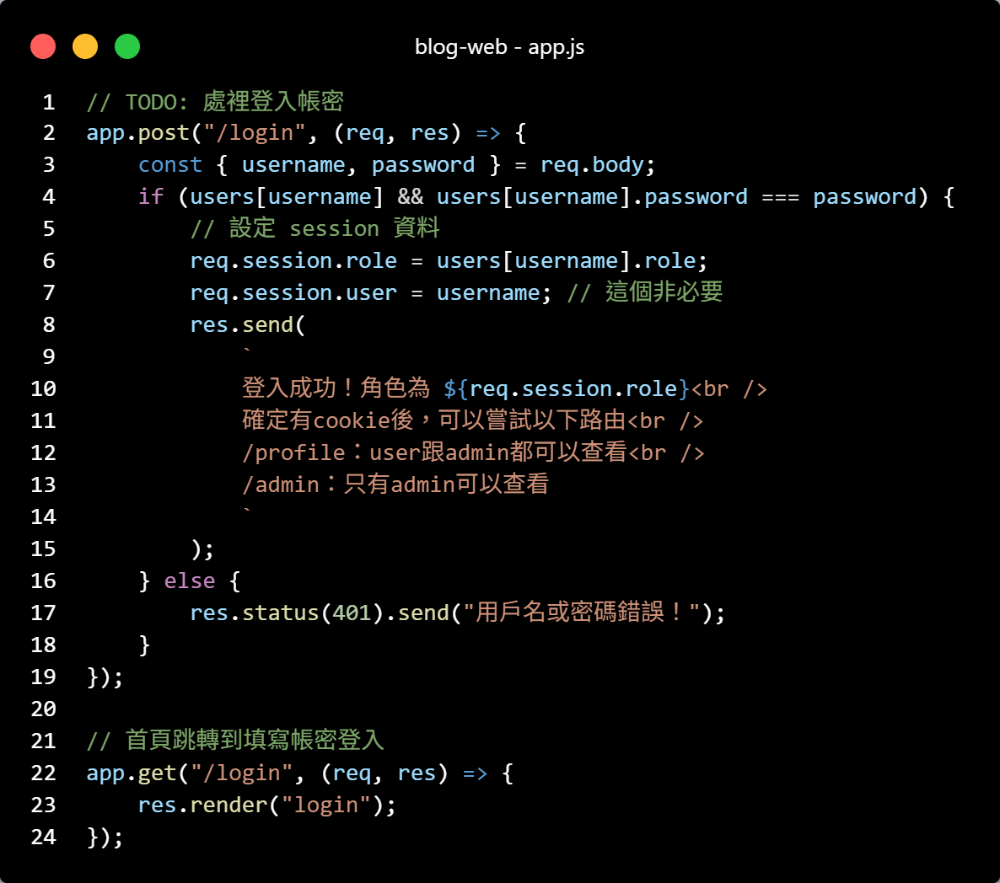 blog-web - app.js
1 // TODO: 處裡登入帳密
2 app.post("/login", (req, res) => {
3     const { username, password } = req.body;
4     if (users[username] && users[username].password === password) {
5         // 設定 session 資料
6         req.session.role = users[username].role;
7         req.session.user = username; // 這個非必要
8         res.send(
9             `
10             登入成功！角色為 ${req.session.role}<br />
11             確定有cookie後，可以嘗試以下路由<br />
12             /profile：user跟admin都可以查看<br />
13             /admin：只有admin可以查看
14             `
15         );
16     } else {
17         res.status(401).send("用戶名或密碼錯誤！");
18     }
19 });
20
21 // 首頁跳轉到填寫帳密登入
22 app.get("/login", (req, res) => {
23     res.render("login");
24 });